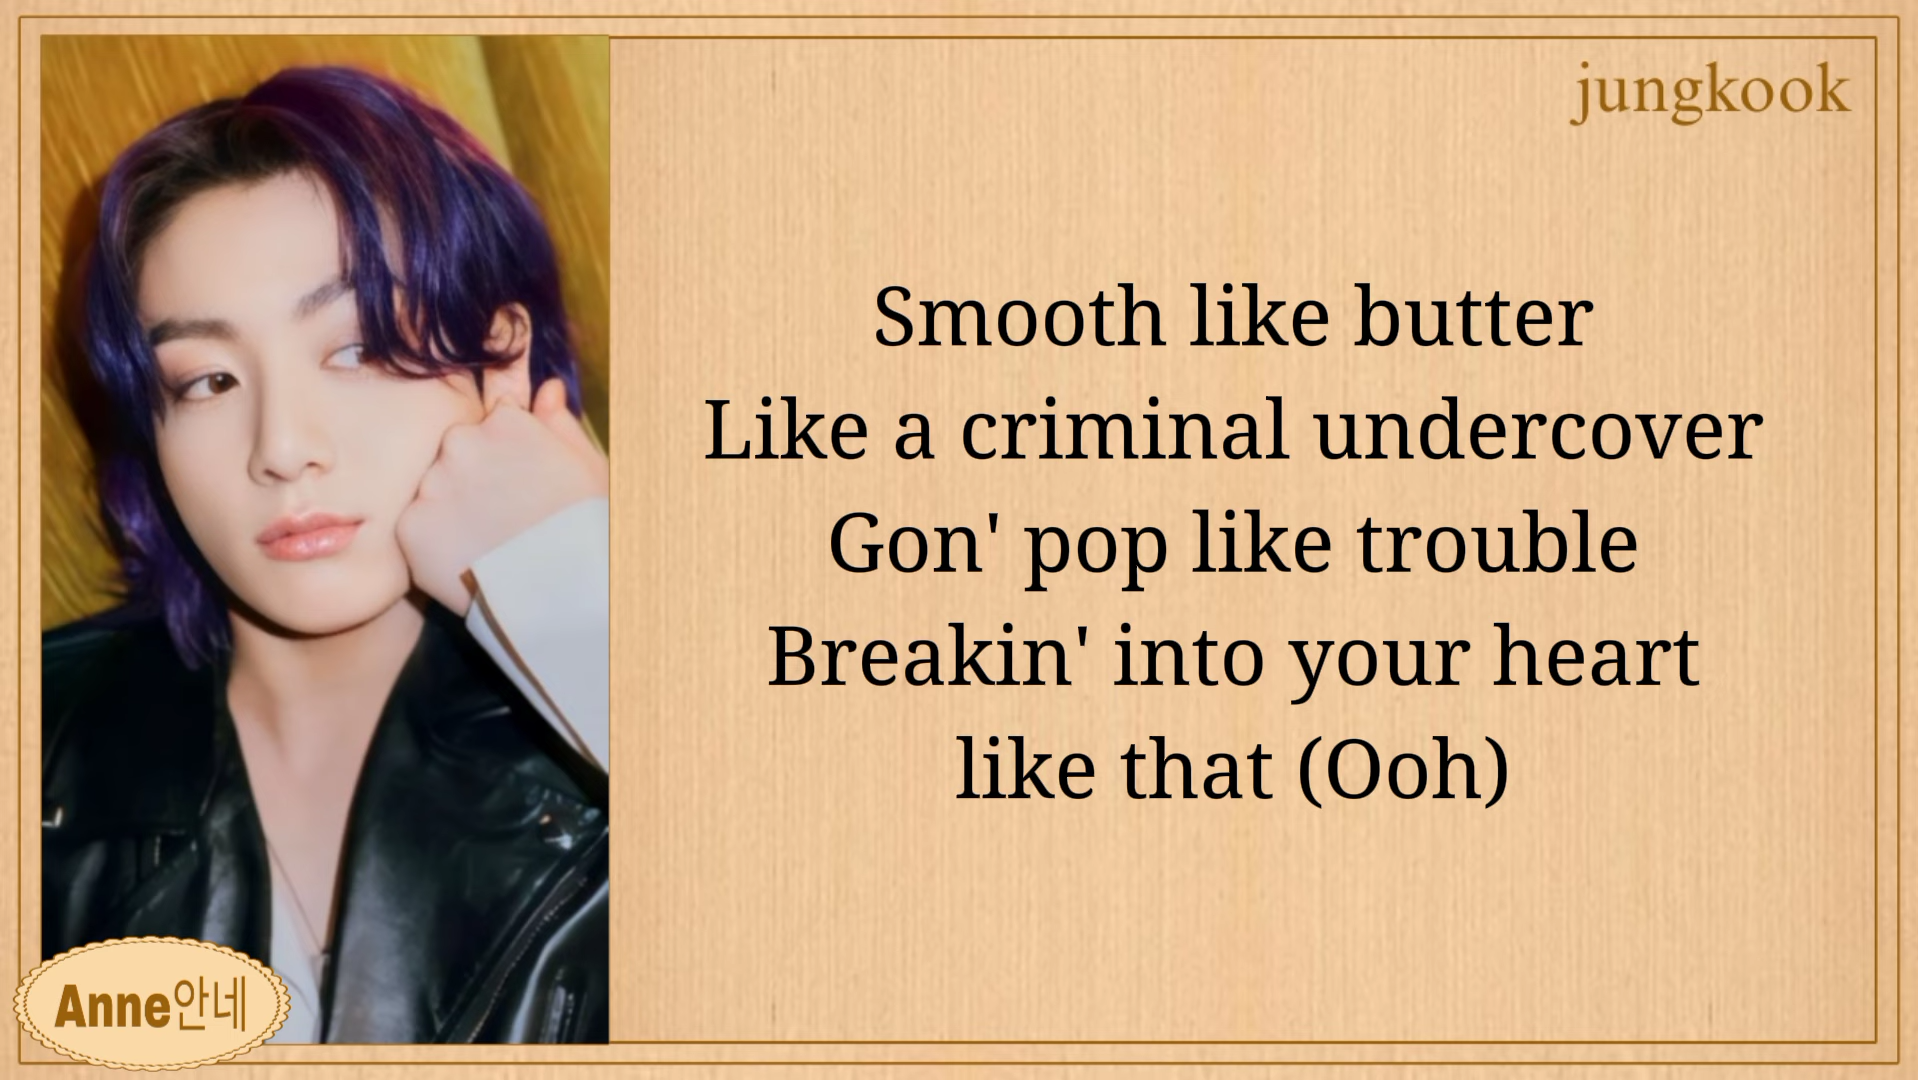 jungkook
Smooth like butter
Like a criminal undercover
Gon' pop like trouble
Breakin' into your heart
like that (Ooh)
Anne안네